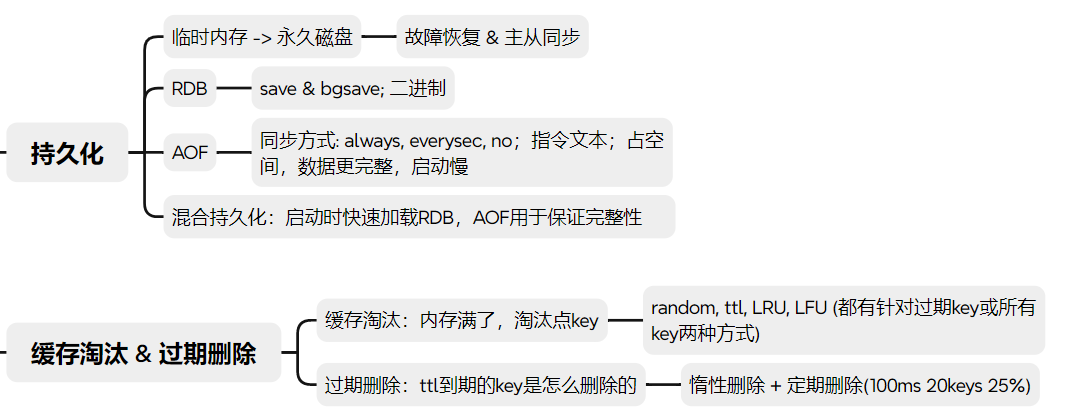 临时内存 -> 永久磁盘
故障恢复 & 主从同步
RDB
save & bgsave; 二进制
持久化
AOF
同步方式: always, everysec, no；指令文本；占空
间，数据更完整，启动慢
混合持久化：启动时快速加载RDB，AOF用于保证完整性
缓存淘汰：内存满了，淘汰点key
random, ttl, LRU, LFU (都有针对过期key或所有
key两种方式)
缓存淘汰 & 过期删除
过期删除：ttl到期的key是怎么删除的
惰性删除 + 定期删除(100ms 20keys 25%)